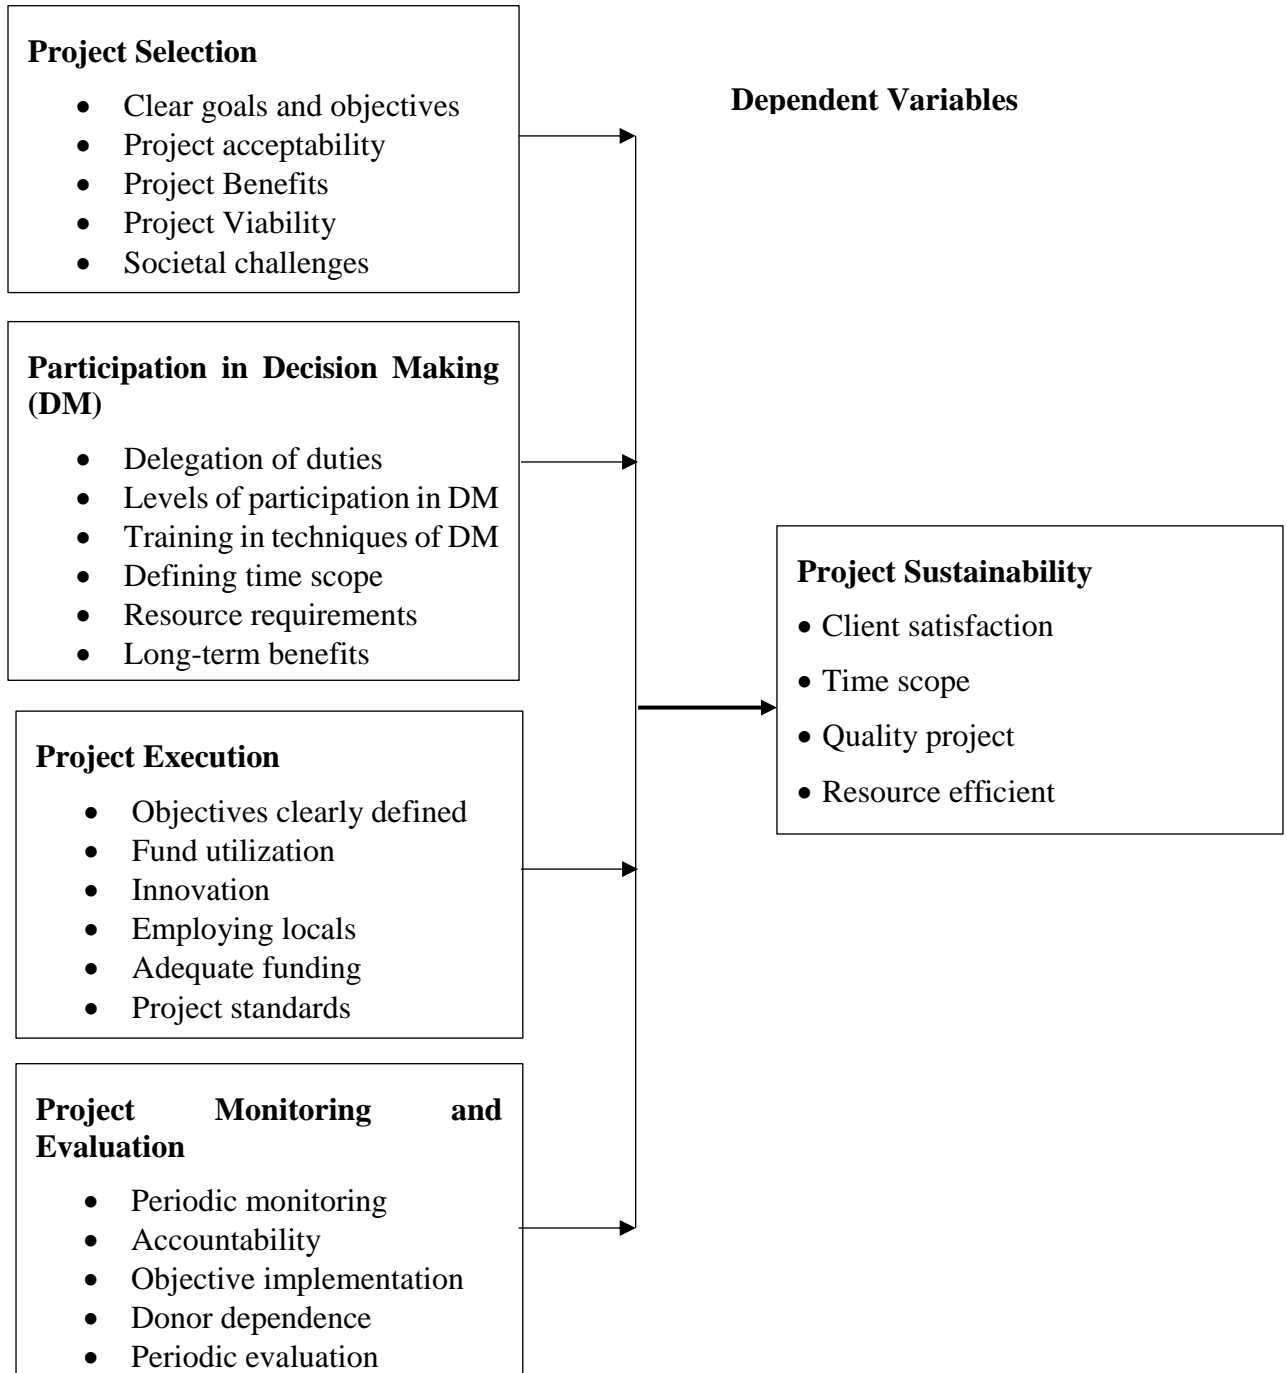 Project Selection
• Clear goals and objectives
• Project acceptability
• Project Benefits
• Project Viability
• Societal challenges
Dependent Variables
Participation in Decision Making
(DM)
• Delegation of duties
• Levels of participation in DM
• Training in techniques of DM
• Defining time scope
• Resource requirements
• Long-term benefits
Project Execution
• Objectives clearly defined
• Fund utilization
• Innovation
• Employing locals
• Adequate funding
• Project standards
Project Monitoring and
Evaluation
• Periodic monitoring
• Accountability
• Objective implementation
• Donor dependence
• Periodic evaluation
Project Sustainability
• Client satisfaction
• Time scope
• Quality project
• Resource efficient